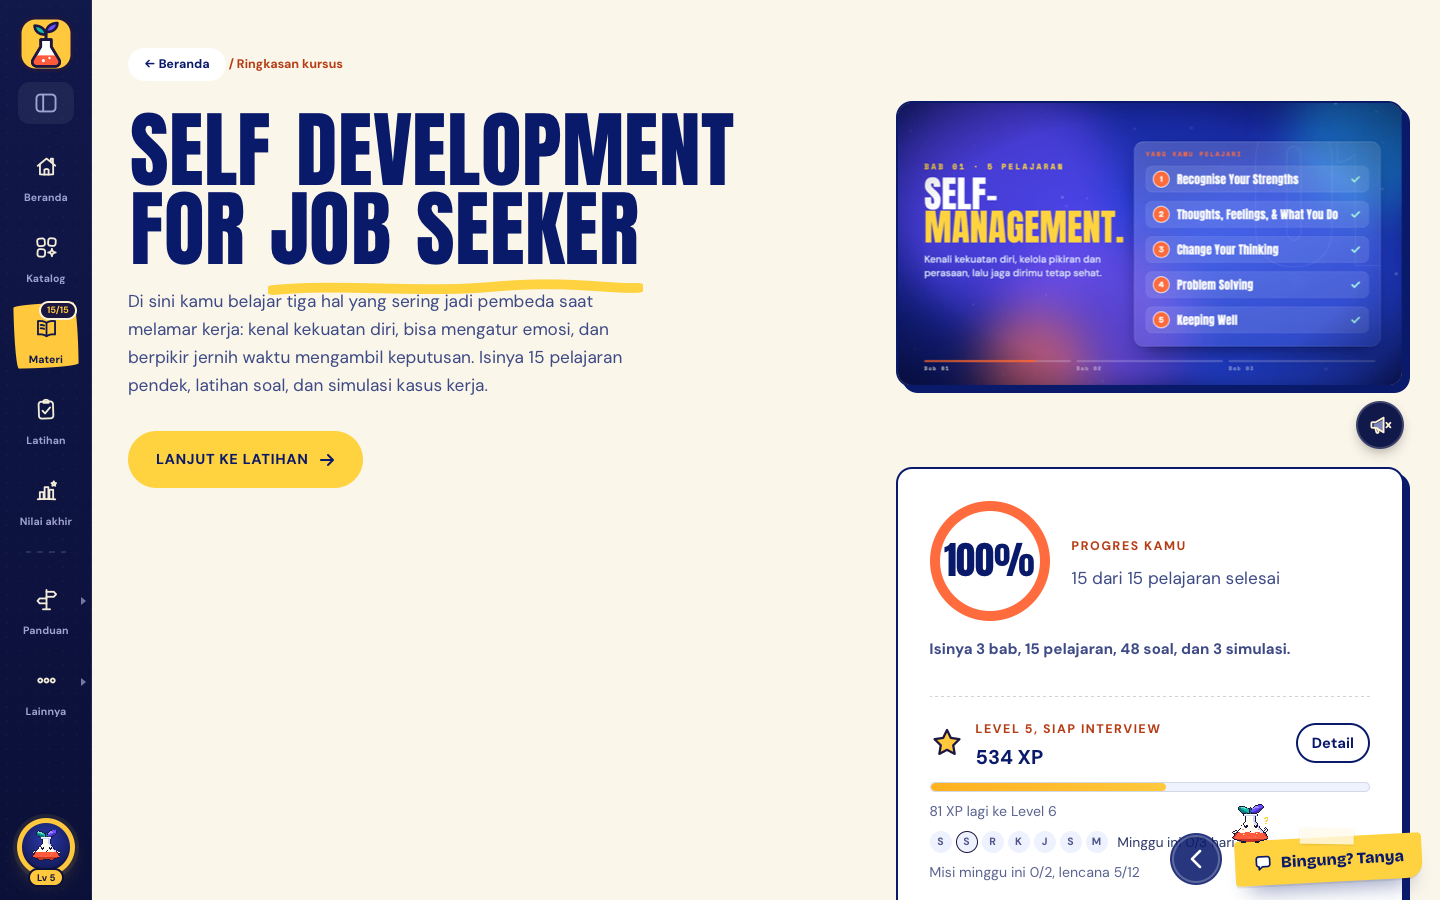 Beranda
Katalog
15/15
Materi
Latihan
Nilai akhir
Panduan
Lainnya
Lv 5
← Beranda / Ringkasan kursus
SELF DEVELOPMENT
FOR JOB SEEKER
Di sini kamu belajar tiga hal yang sering jadi pembeda saat
melamar kerja: kenal kekuatan diri, bisa mengatur emosi, dan
berpikir jernih waktu mengambil keputusan. Isinya 15 pelajaran
pendek, latihan soal, dan simulasi kasus kerja.
LANJUT KE LATIHAN →
BAB 01 · 5 PELAJARAN
SELF-
MANAGEMENT.
Kenali kekuatan diri, kelola pikiran dan
perasaan, lalu jaga dirimu tetap sehat.
YANG KAMU PELAJARI
1 Recognise Your Strengths
2 Thoughts, Feelings, & What You Do
3 Change Your Thinking
4 Problem Solving
5 Keeping Well
Bab 01
Bab 02
Bab 03
100%
PROGRES KAMU
15 dari 15 pelajaran selesai
Isinya 3 bab, 15 pelajaran, 48 soal, dan 3 simulasi.
LEVEL 5, SIAP INTERVIEW
534 XP
Detail
81 XP lagi ke Level 6
S S R K J S M Minggu ini 0/3 hari
Misi minggu ini 0/2, lencana 5/12
Bingung? Tanya